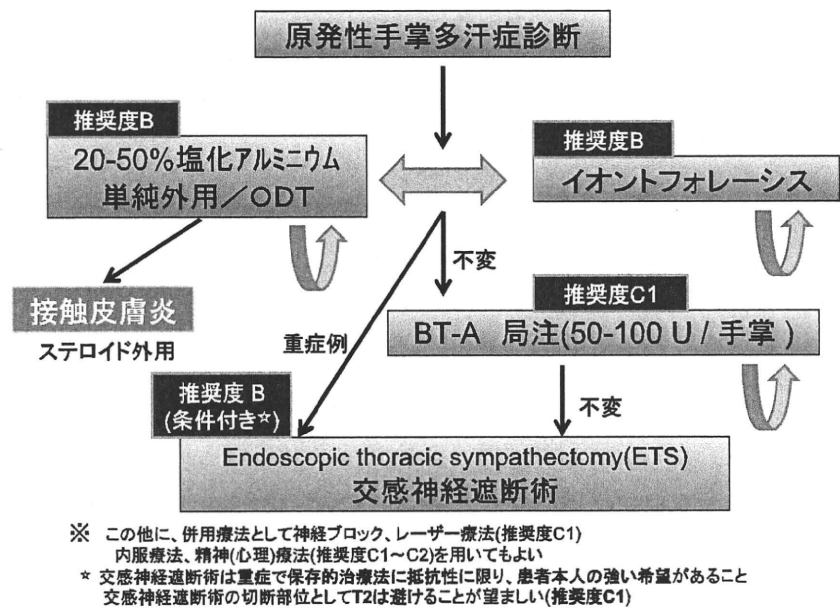 原発性手掌多汗症診断
推奨度B
20-50%塩化アルミニウム
単純外用／ODT
推奨度B
イオントフォレーシス
接触皮膚炎
ステロイド外用
重症例
不変
推奨度C1
BT-A 局注(50-100 U / 手掌 )
不変
推奨度 B
(条件付き☆)
Endoscopic thoracic sympathectomy(ETS)
交感神経遮断術
※ この他に、併用療法として神経ブロック、レーザー療法(推奨度C1)
内服療法、精神(心理)療法(推奨度C1～C2)を用いてもよい
☆ 交感神経遮断術は重症で保存的治療法に抵抗性に限り、患者本人の強い希望があること
交感神経遮断術の切断部位としてT2は避けることが望ましい(推奨度C1)